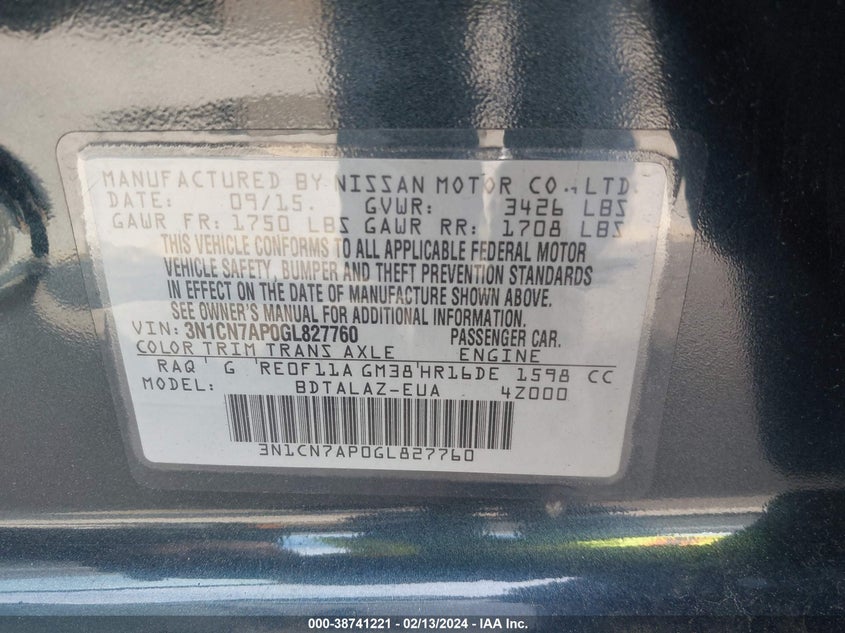 MANUFACTURED BY NISSAN MOTOR CO., LTD.
DATE: 09/15. GVWR: 3426 LBS
GAWR FR: 1750 LBS GAWR RR: 1708 LBS
THIS VEHICLE CONFORMS TO ALL APPLICABLE FEDERAL MOTOR
VEHICLE SAFETY, BUMPER AND THEFT PREVENTION STANDARDS
IN EFFECT ON THE DATE OF MANUFACTURE SHOWN ABOVE.
SEE OWNER'S MANUAL FOR ADDITIONAL INFORMATION.
VIN: 3N1CN7AP0GL827760 PASSENGER CAR.
COLOR TRIM TRANS AXLE ENGINE
RAQ G RE0F11A GM38 HR16DE 1598 CC
MODEL: BDTALAZ-EUA 4Z000
3N1CN7AP0GL827760
000-38741221 - 02/13/2024 - IAA Inc.